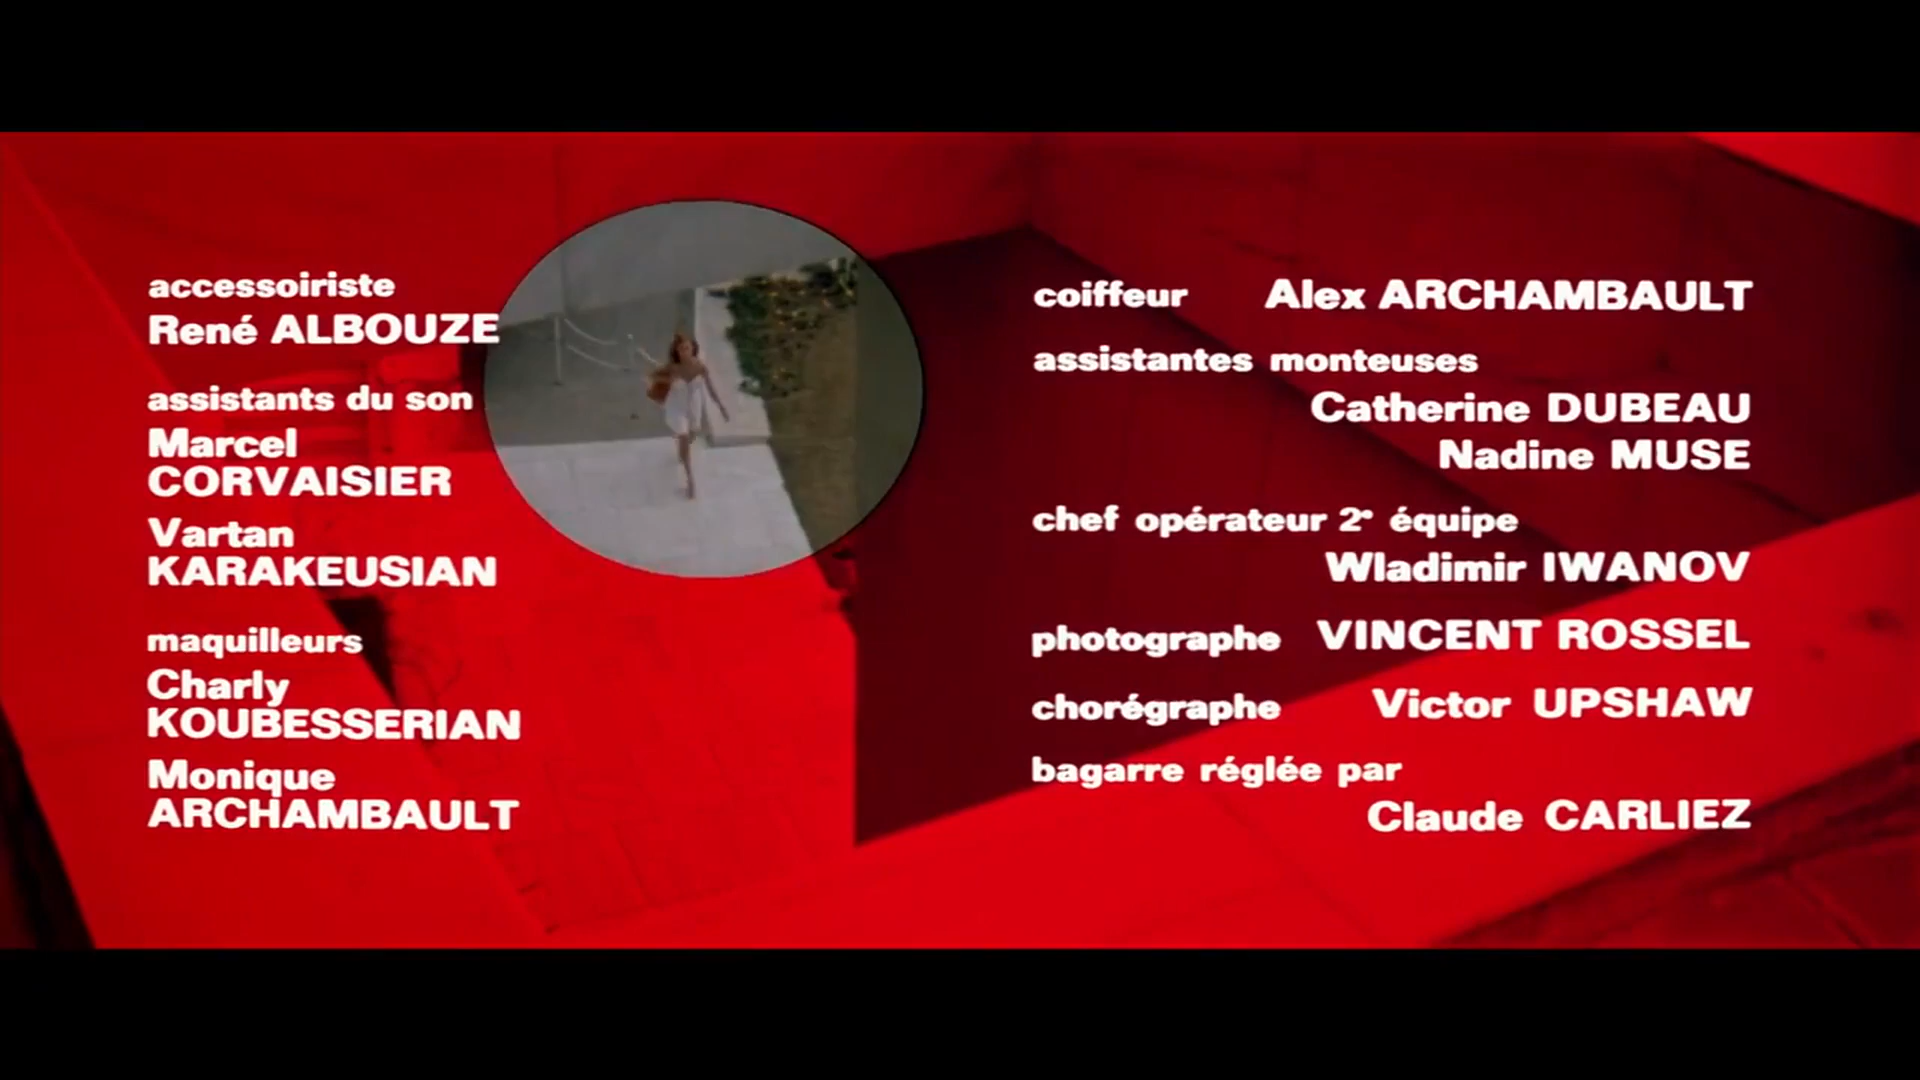 accessoiriste
René ALBOUZE
assistants du son
Marcel
CORVAISIER
Vartan
KARAKEUSIAN
maquilleurs
Charly
KOUBESSERIAN
Monique
ARCHAMBAULT
coiffeur Alex ARCHAMBAULT
assistantes monteuses
Catherine DUBEAU
Nadine MUSE
chef opérateur 2e équipe
Wladimir IWANOV
photographe VINCENT ROSSEL
chorégraphe Victor UPSHAW
bagarre réglée par
Claude CARLIEZ